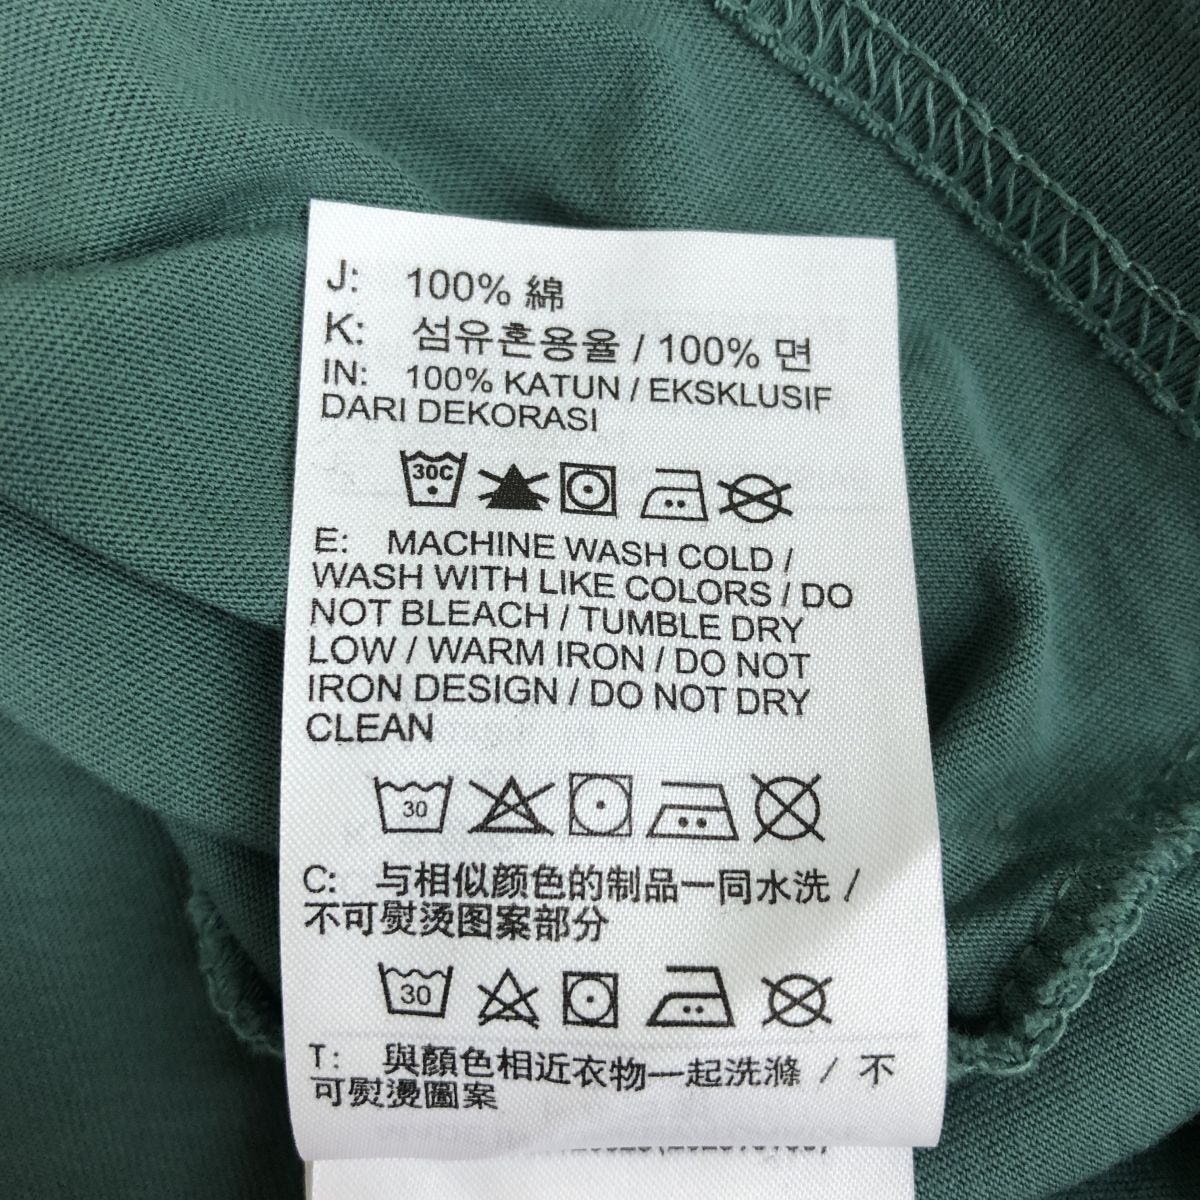 J: 100% 綿
K: 섬유혼용율 / 100% 면
IN: 100% KATUN / EKSKLUSIF
DARI DEKORASI
30C
E: MACHINE WASH COLD /
WASH WITH LIKE COLORS / DO
NOT BLEACH / TUMBLE DRY
LOW / WARM IRON / DO NOT
IRON DESIGN / DO NOT DRY
CLEAN
30
C: 与相似颜色的制品一同水洗 /
不可熨烫图案部分
30
T: 與顏色相近衣物一起洗滌 / 不
可熨燙圖案